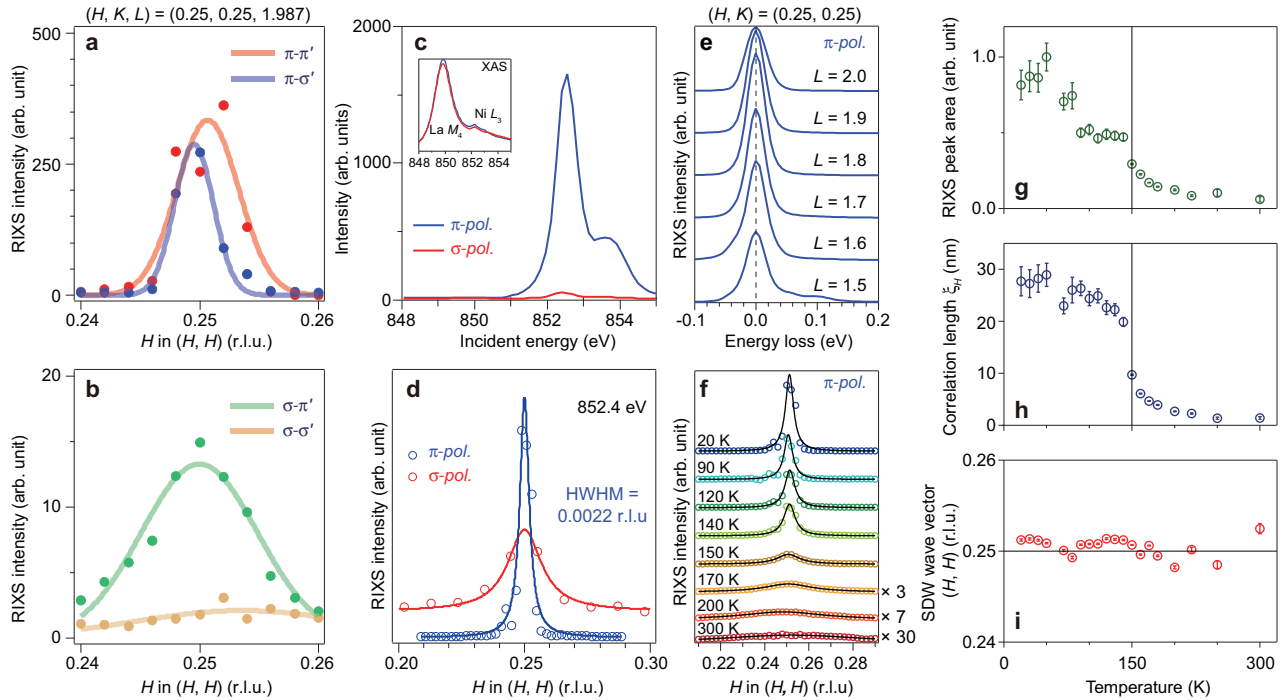 (H, K, L) = (0.25, 0.25, 1.987)
a
π-π′
π-σ′
500
250
0
RIXS intensity (arb. unit)
0.24
0.25
0.26
H in (H, H) (r.l.u.)
b
σ-π′
σ-σ′
20
10
0
RIXS intensity (arb. unit)
0.24
0.25
0.26
H in (H, H) (r.l.u.)
c
2000
1000
0
Intensity (arb. units)
XAS
La M4
Ni L3
848
850
852
854
π-pol.
σ-pol.
848
850
852
854
Incident energy (eV)
d
852.4 eV
π-pol.
σ-pol.
HWHM =
0.0022 r.l.u
RIXS intensity (arb. unit)
0.20
0.25
0.30
H in (H, H) (r.l.u.)
(H, K) = (0.25, 0.25)
e
π-pol.
L = 2.0
L = 1.9
L = 1.8
L = 1.7
L = 1.6
L = 1.5
RIXS intensity (arb. unit)
-0.1
0.0
0.1
0.2
Energy loss (eV)
f
π-pol.
20 K
90 K
120 K
140 K
150 K
170 K
× 3
200 K
× 7
300 K
× 30
RIXS intensity (arb. unit)
0.22
0.24
0.26
0.28
H in (H, H) (r.l.u)
1.0
0.0
RIXS peak area (arb. unit)
g
30
20
10
0
Correlation length ξH (nm)
h
0.26
0.25
0.24
SDW wave vector
(H, H) (r.l.u.)
i
0
150
300
Temperature (K)